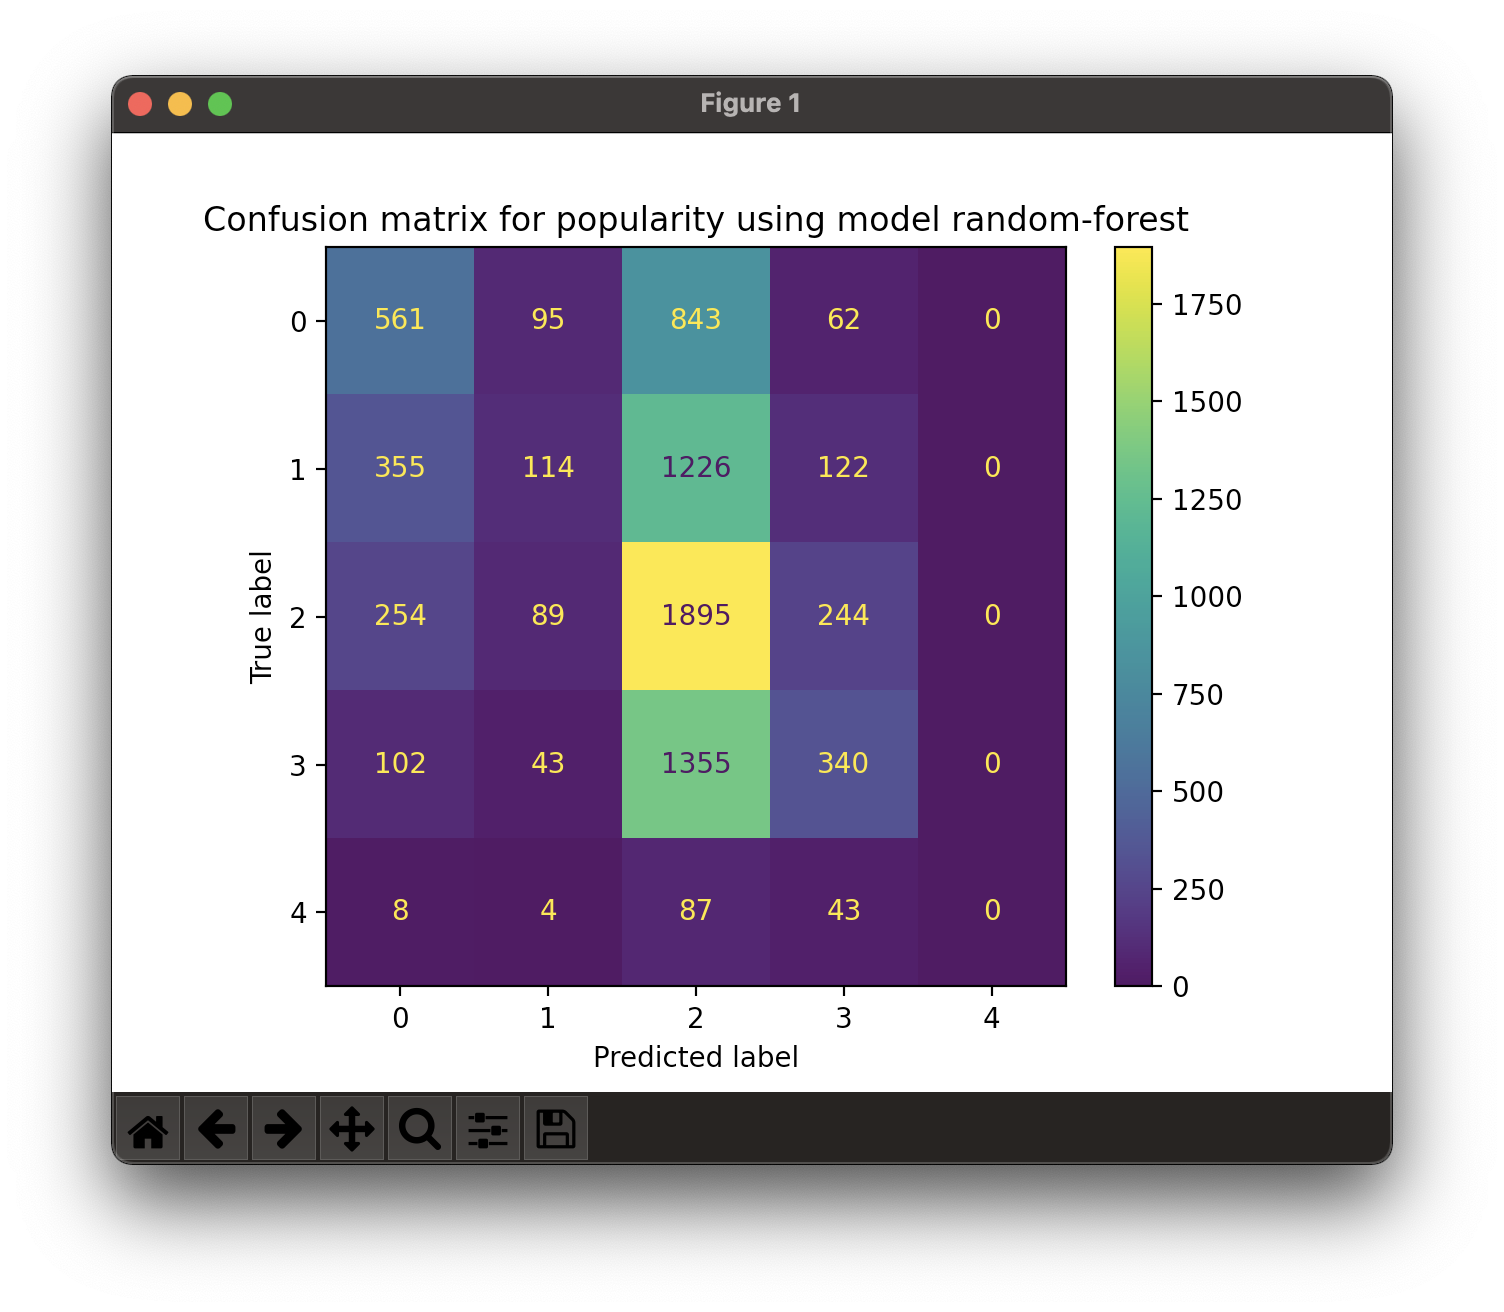 Figure 1
Confusion matrix for popularity using model random-forest
0 561 95 843 62 0
1 355 114 1226 122 0
2 254 89 1895 244 0
3 102 43 1355 340 0
4 8 4 87 43 0
True label
0 1 2 3 4
Predicted label
1750
1500
1250
1000
750
500
250
0